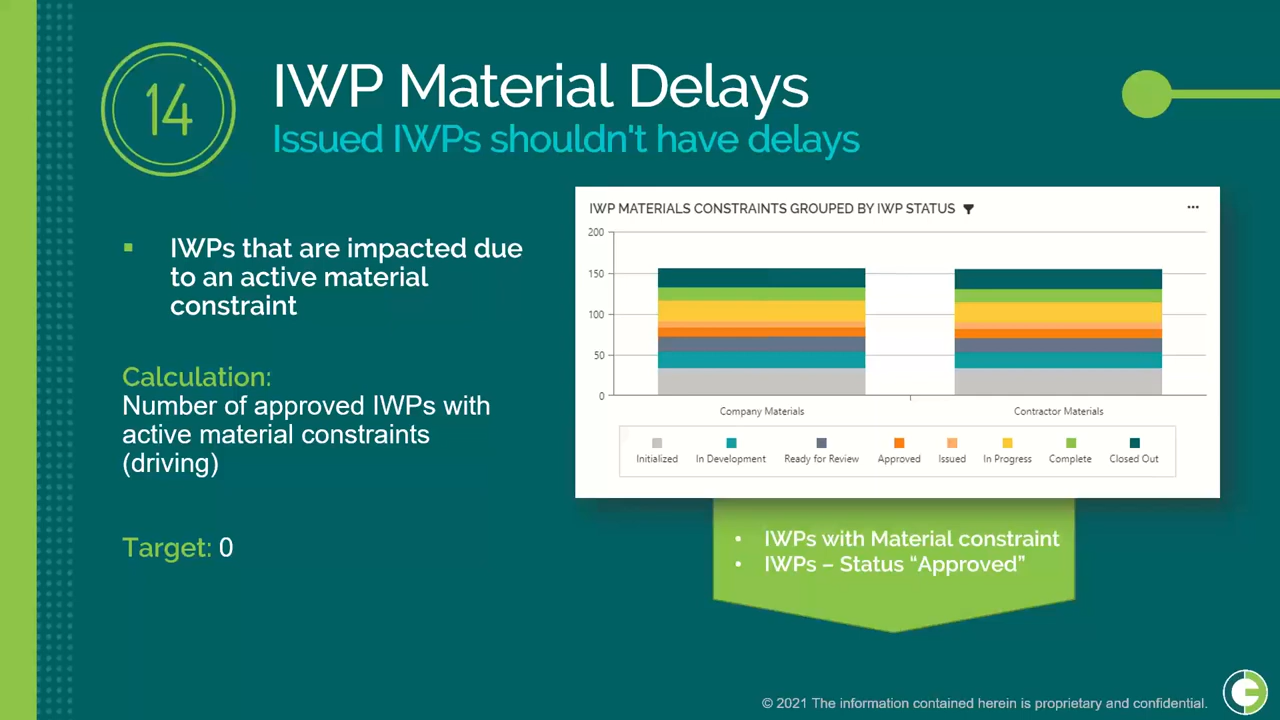 14
IWP Material Delays
Issued IWPs shouldn't have delays
▪ IWPs that are impacted due
to an active material
constraint
Calculation:
Number of approved IWPs with
active material constraints
(driving)
Target: 0
IWP MATERIALS CONSTRAINTS GROUPED BY IWP STATUS
...
200
150
100
50
0
Company Materials Contractor Materials
Initialized In Development Ready for Review Approved Issued In Progress Complete Closed Out
• IWPs with Material constraint
• IWPs – Status “Approved”
© 2021 The information contained herein is proprietary and confidential.